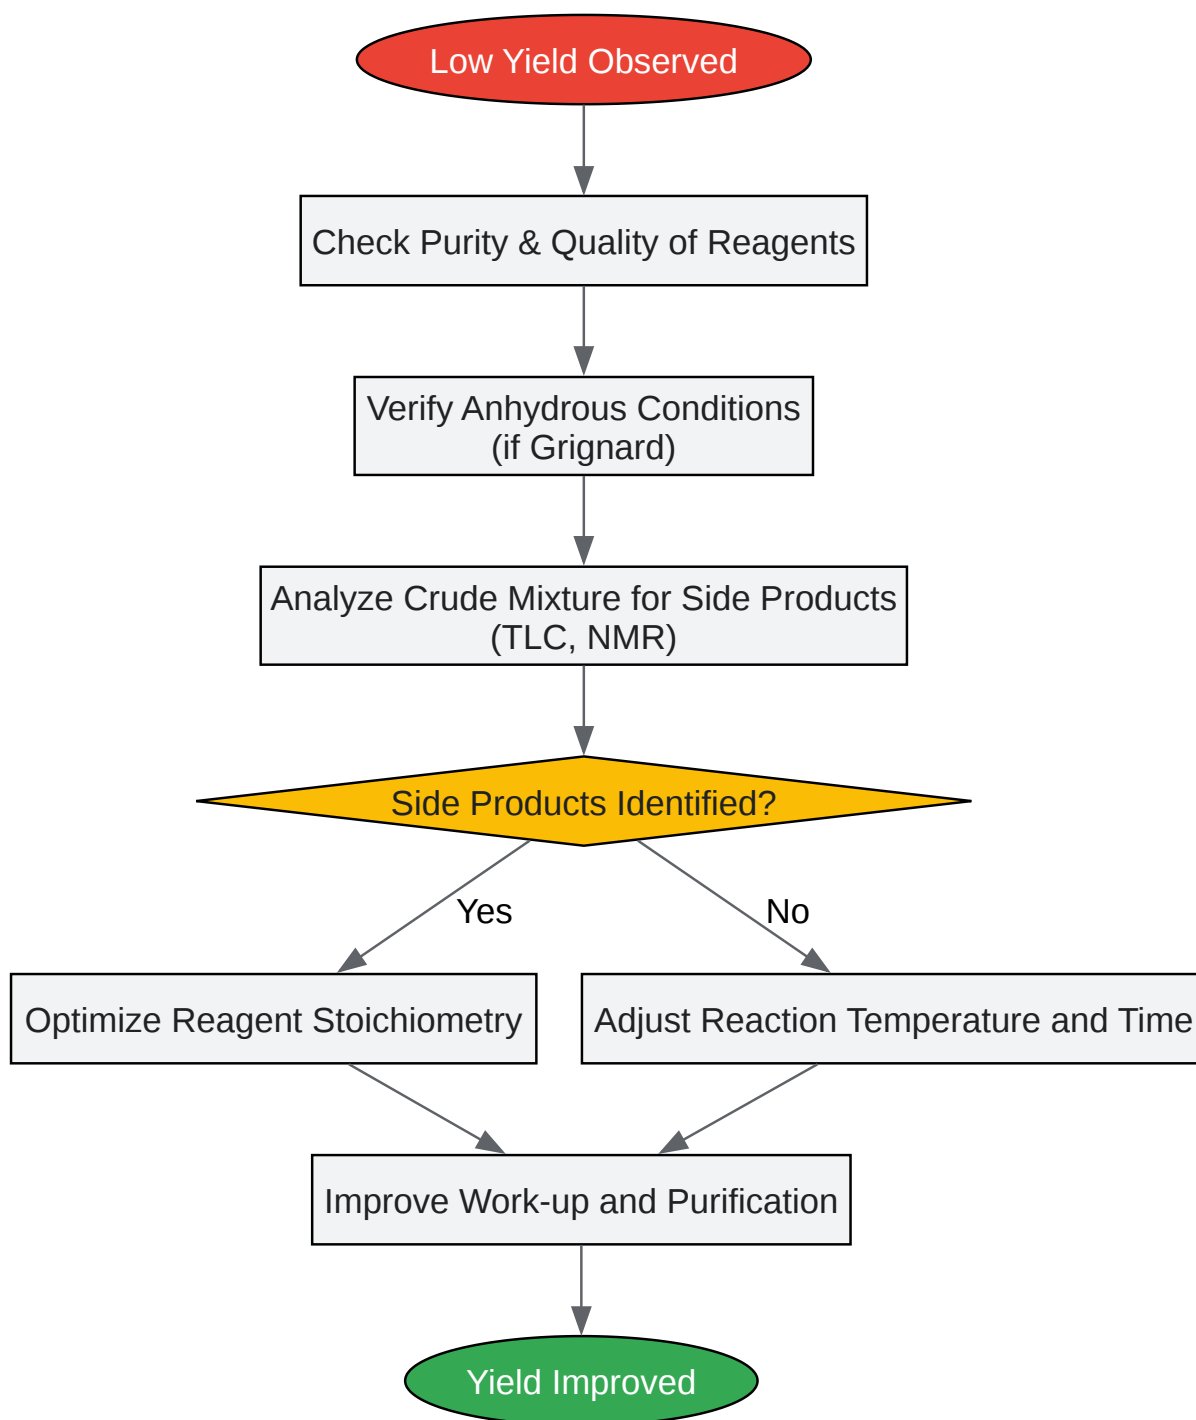 Low Yield Observed
Check Purity & Quality of Reagents
Verify Anhydrous Conditions
(if Grignard)
Analyze Crude Mixture for Side Products
(TLC, NMR)
Side Products Identified?
Yes
No
Optimize Reagent Stoichiometry
Adjust Reaction Temperature and Time
Improve Work-up and Purification
Yield Improved